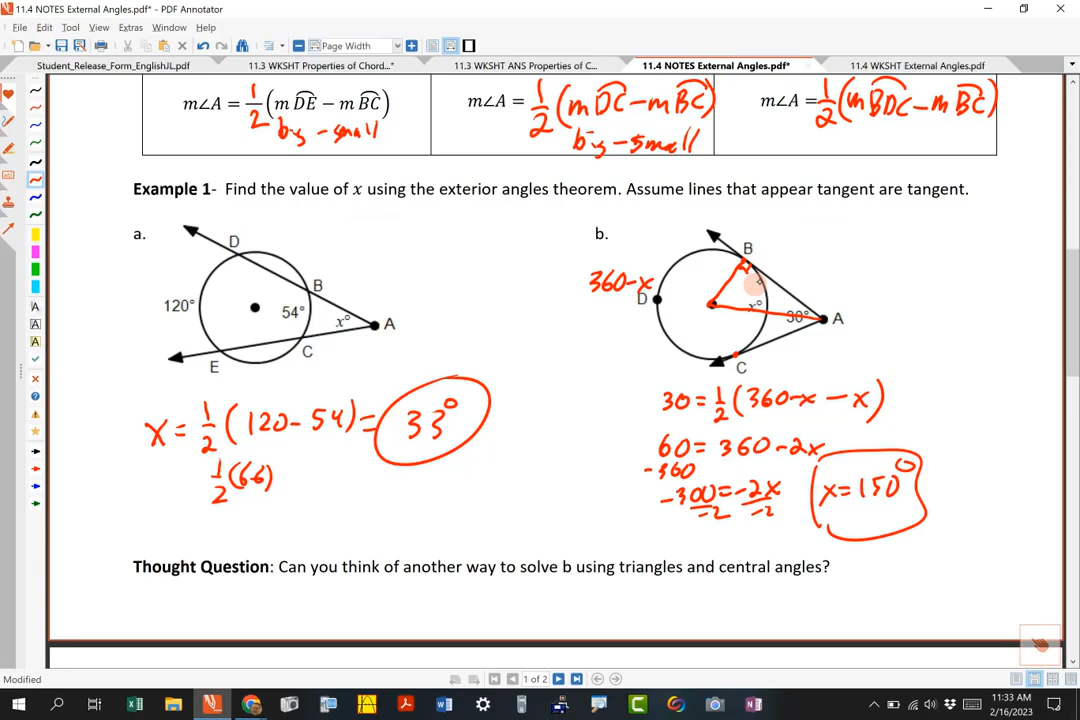 11.4 NOTES External Angles.pdf* - PDF Annotator
File Edit Tool View Extras Window Help
Page Width
Student_Release_Form_EnglishJL.pdf 11.3 WKSHT Properties of Chord...* 11.3 WKSHT ANS Properties of C... 11.4 NOTES External Angles.pdf* 11.4 WKSHT External Angles.pdf
m∠A = 1/2 (m DE − m BC) m∠A = 1/2 (m DC − m BC) m∠A = 1/2 (m BDC − m BC)
big - small big - small
Example 1- Find the value of x using the exterior angles theorem. Assume lines that appear tangent are tangent.
a. b.
D B
B 360-x D
120° 54° x° A x° 30° A
C
E C
x = 1/2 (120 - 54) = 33°
1/2 (66)
30 = 1/2 (360 - x - x)
60 = 360 - 2x
-360
-300 = -2x
-2 -2
x = 150°
Thought Question: Can you think of another way to solve b using triangles and central angles?
Modified 1 of 2
11:33 AM
2/16/2023